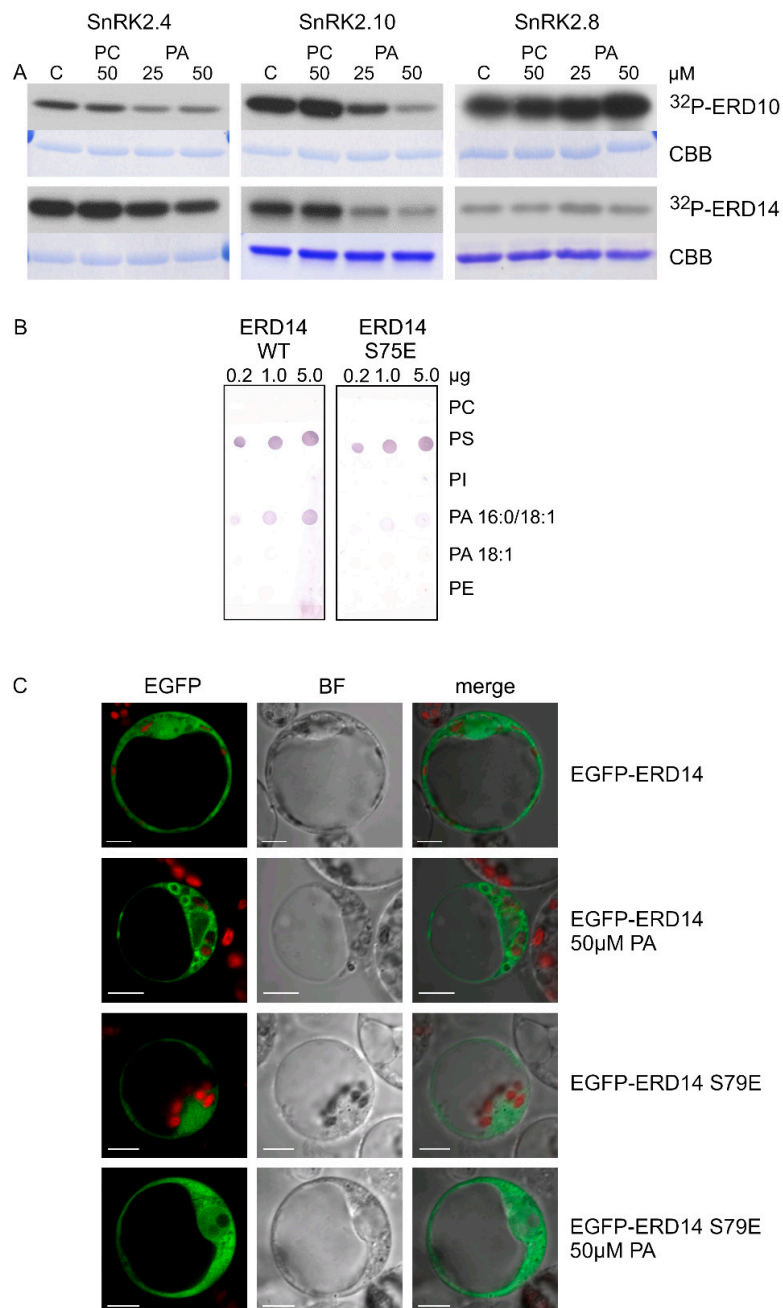 SnRK2.4 SnRK2.10 SnRK2.8
PC PA PC PA PC PA
A C 50 25 50 C 50 25 50 C 50 25 50 µM
32P-ERD10
CBB
32P-ERD14
CBB
B
ERD14 ERD14
WT S75E
0.2 1.0 5.0 0.2 1.0 5.0 µg
PC
PS
PI
PA 16:0/18:1
PA 18:1
PE
C EGFP BF merge
EGFP-ERD14
EGFP-ERD14
50µM PA
EGFP-ERD14 S79E
EGFP-ERD14 S79E
50µM PA